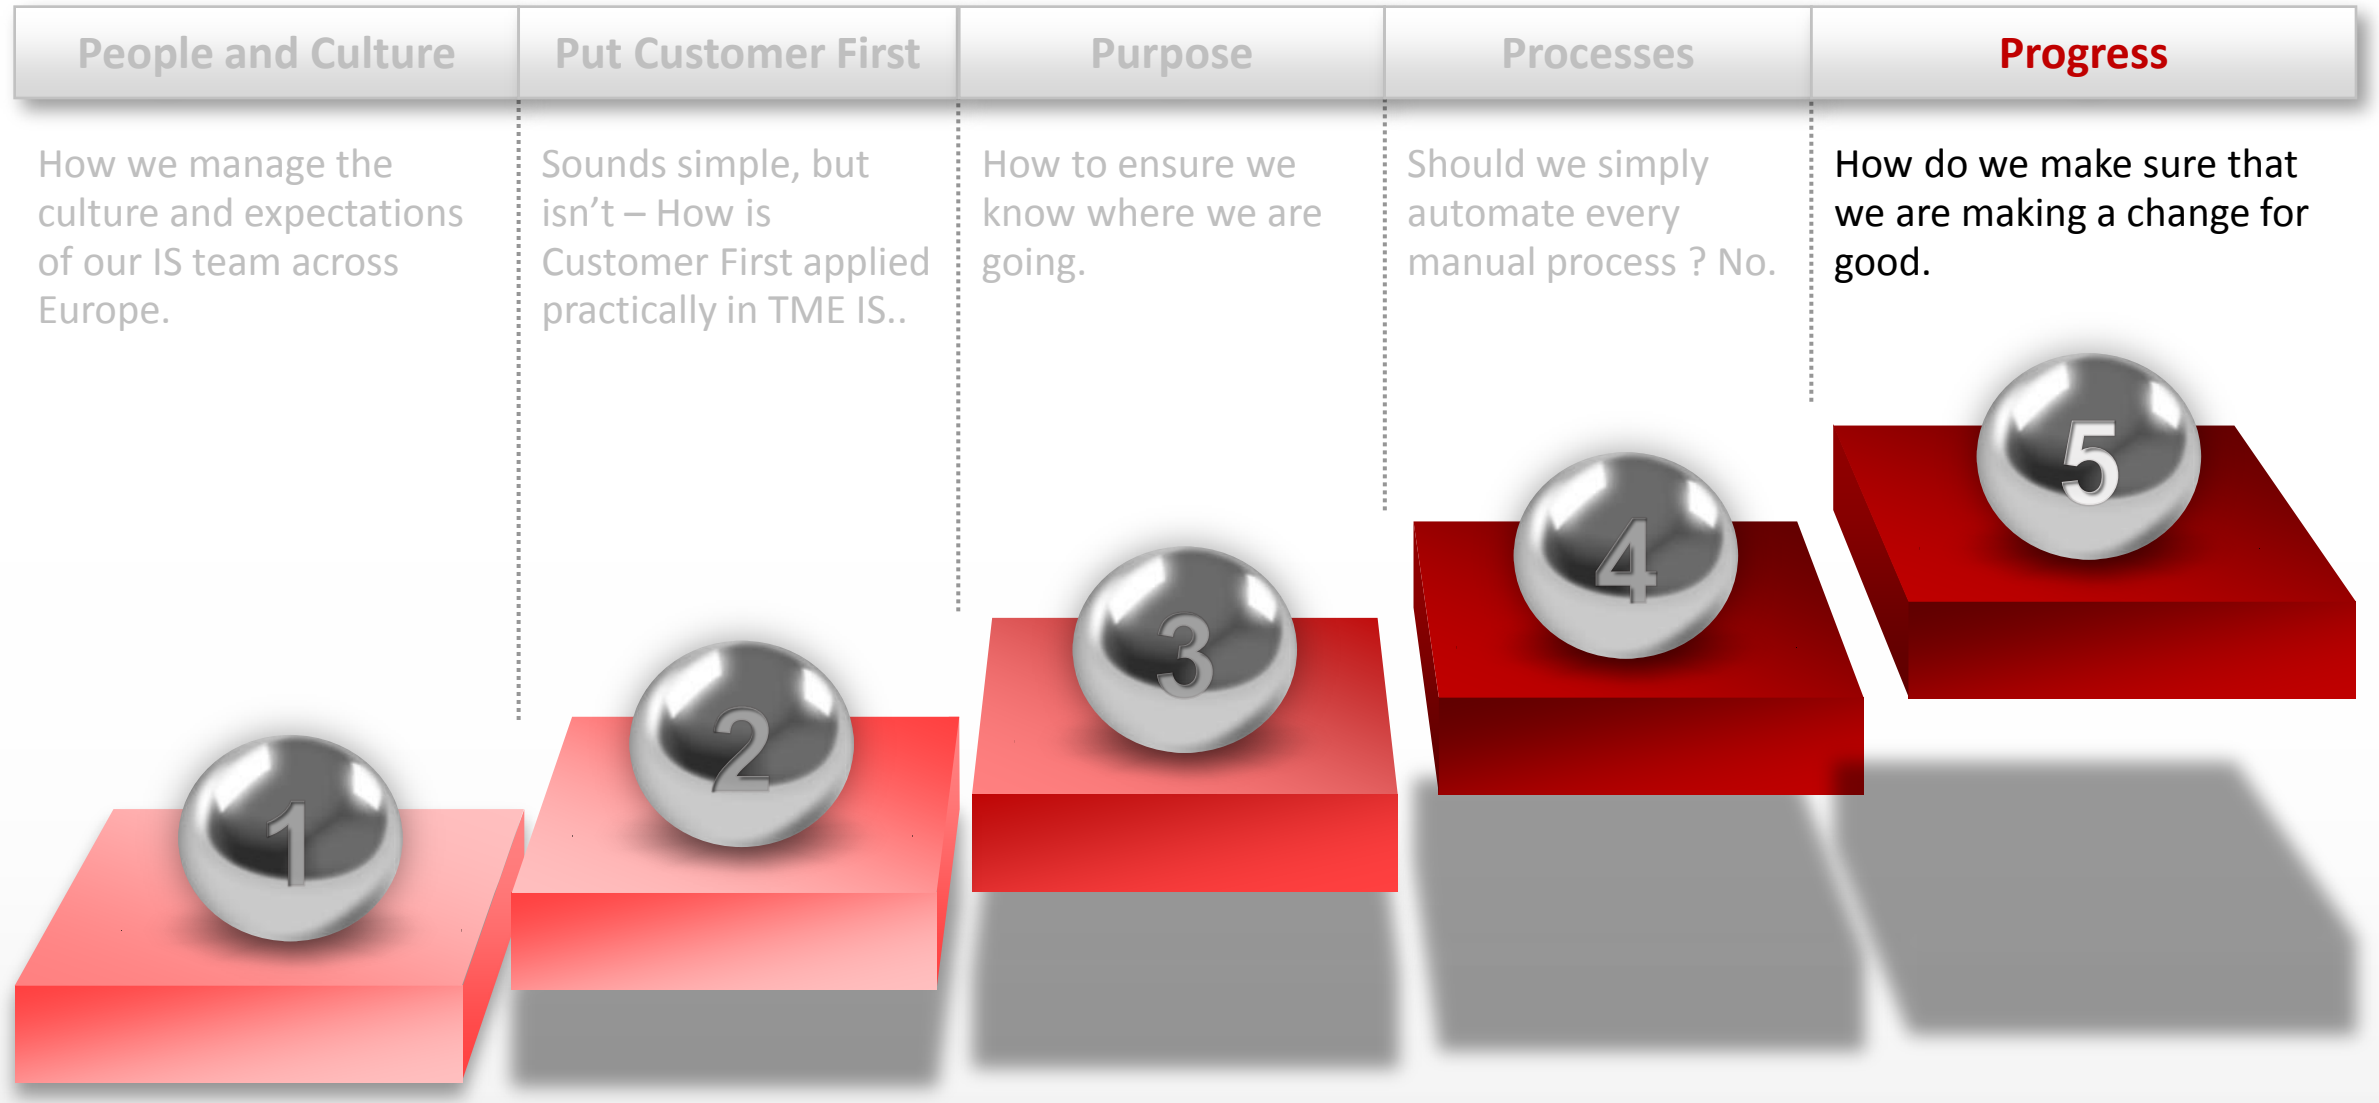 People and Culture
Put Customer First
Purpose
Processes
Progress
How we manage the
culture and expectations
of our IS team across
Europe.
Sounds simple, but
isn't – How is
Customer First applied
practically in TME IS..
How to ensure we
know where we are
going.
Should we simply
automate every
manual process ? No.
How do we make sure that
we are making a change for
good.
1
2
3
4
5